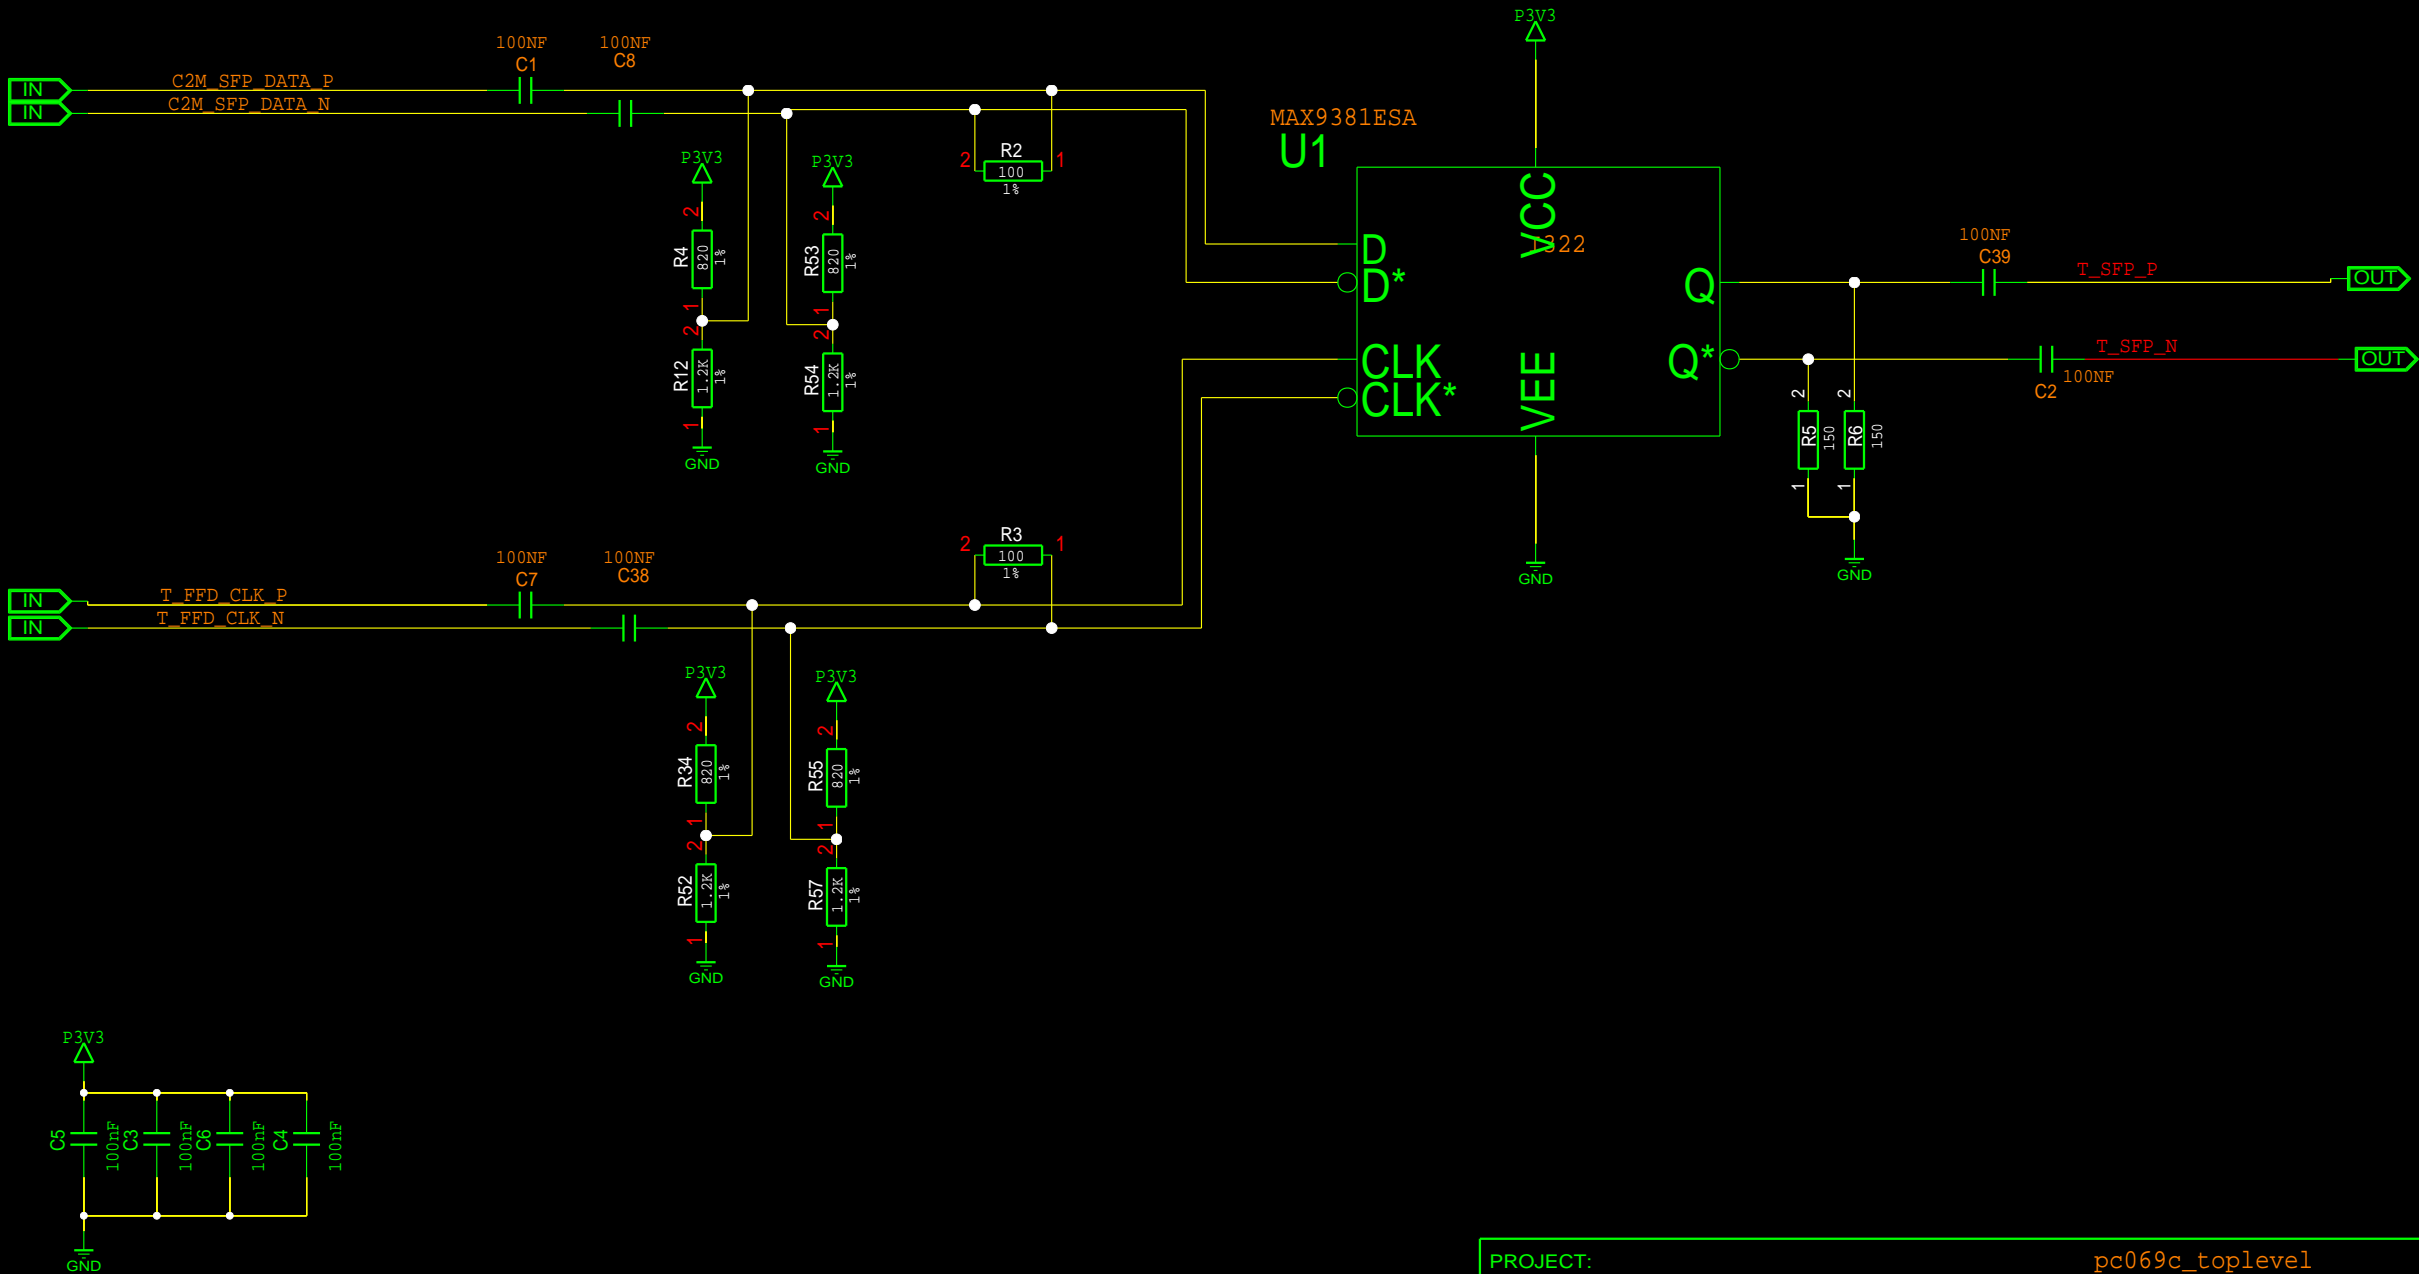 P3V3
100NF
C1
100NF
C8
IN
C2M_SFP_DATA_P
IN
C2M_SFP_DATA_N
P3V3
P3V3
2
R2
100
1%
1
MAX9381ESA
U1
2
R4
820
1%
1
2
R53
820
1%
1
2
R12
1.2K
1%
1
GND
2
R54
1.2K
1%
1
GND
VCC
D
D*
CLK
CLK*
VEE
Q
Q*
GND
100NF
C39
T_SFP_P
OUT
T_SFP_N
OUT
100NF
C2
2
R5
150
1
2
R6
150
1
GND
100NF
C7
100NF
C38
2
R3
100
1%
1
IN
T_FFD_CLK_P
IN
T_FFD_CLK_N
P3V3
P3V3
2
R34
820
1%
1
2
R55
820
1%
1
2
R52
1.2K
1%
1
GND
2
R57
1.2K
1%
1
GND
P3V3
C5
100nF
C3
100nF
C6
100nF
C4
100nF
GND
PROJECT:
pc069c_toplevel